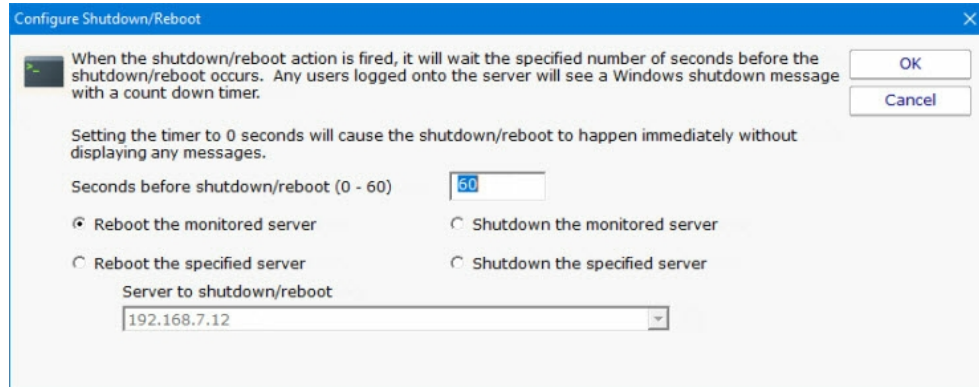 Configure Shutdown/Reboot
When the shutdown/reboot action is fired, it will wait the specified number of seconds before the
shutdown/reboot occurs.  Any users logged onto the server will see a Windows shutdown message
with a count down timer.
OK
Cancel
Setting the timer to 0 seconds will cause the shutdown/reboot to happen immediately without
displaying any messages.
Seconds before shutdown/reboot (0 - 60)
60
Reboot the monitored server
Shutdown the monitored server
Reboot the specified server
Shutdown the specified server
Server to shutdown/reboot
192.168.7.12